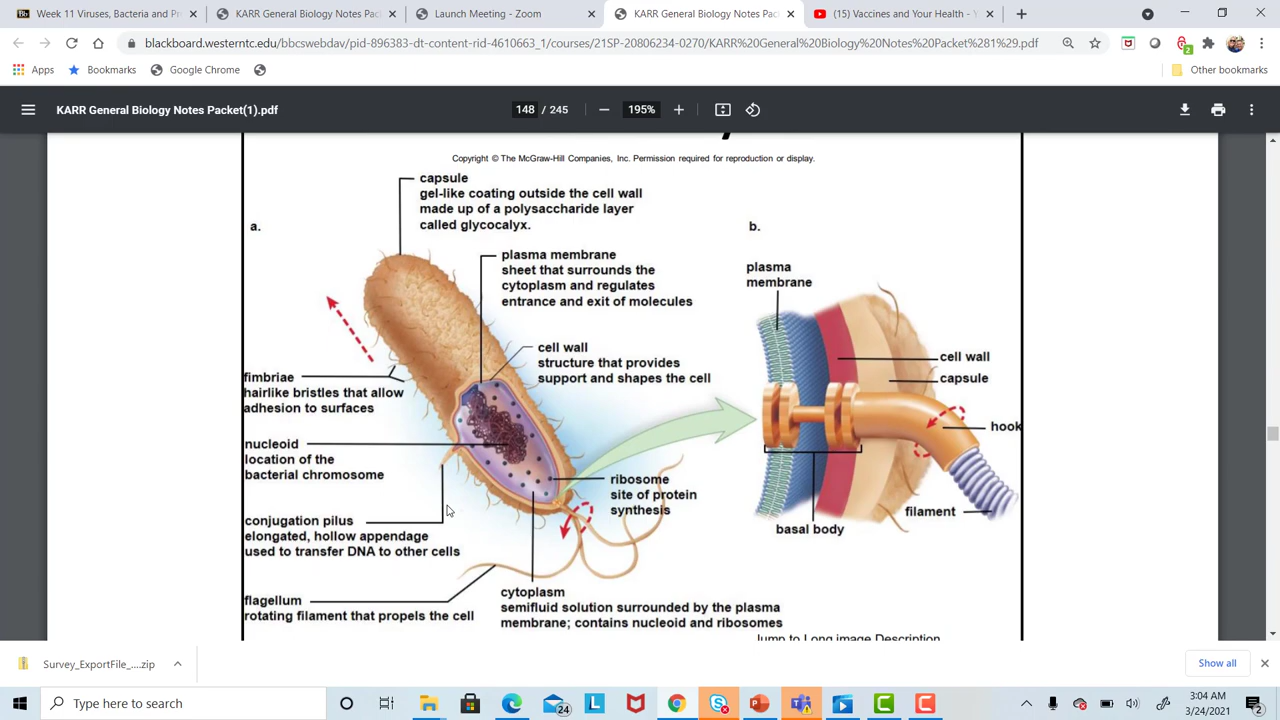 Week 11 Viruses, Bacteria and Pr
KARR General Biology Notes Pac
Launch Meeting - Zoom
KARR General Biology Notes Pac
(15) Vaccines and Your Health - Y
blackboard.westerntc.edu/bbcswebdav/pid-896383-dt-content-rid-4610663_1/courses/21SP-20806234-0270/KARR%20General%20Biology%20Notes%20Packet%281%29.pdf
2
Apps
Bookmarks
Google Chrome
Other bookmarks
KARR General Biology Notes Packet(1).pdf
148 / 245
195%
Copyright © The McGraw-Hill Companies, Inc. Permission required for reproduction or display.
a.
capsule
gel-like coating outside the cell wall
made up of a polysaccharide layer
called glycocalyx.
plasma membrane
sheet that surrounds the
cytoplasm and regulates
entrance and exit of molecules
cell wall
structure that provides
support and shapes the cell
fimbriae
hairlike bristles that allow
adhesion to surfaces
nucleoid
location of the
bacterial chromosome
ribosome
site of protein
synthesis
conjugation pilus
elongated, hollow appendage
used to transfer DNA to other cells
flagellum
rotating filament that propels the cell
cytoplasm
semifluid solution surrounded by the plasma
membrane; contains nucleoid and ribosomes
b.
plasma
membrane
cell wall
capsule
hook
filament
basal body
Jump to Long image Description
Survey_ExportFile_....zip
Show all
Type here to search
24
L
3:04 AM
3/24/2021
2